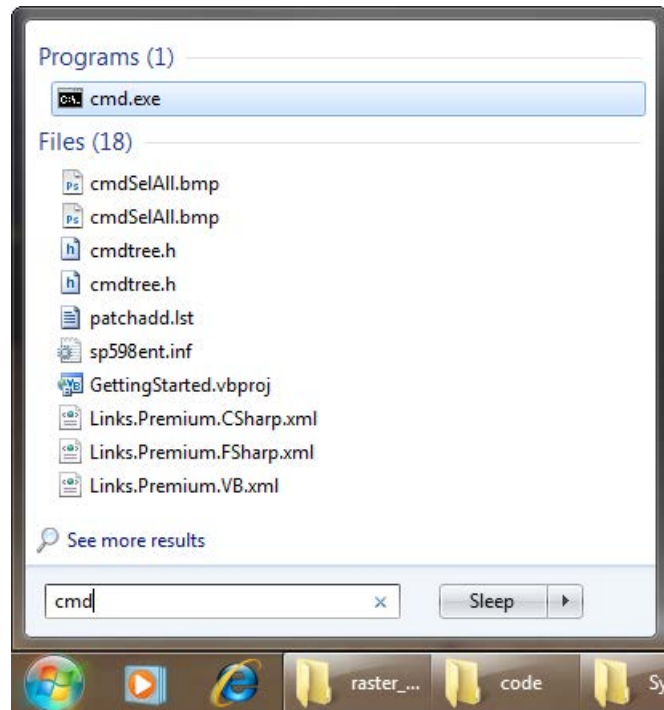 Programs (1)
cmd.exe
Files (18)
cmdSelAll.bmp
cmdSelAll.bmp
cmdtree.h
cmdtree.h
patchadd.lst
sp598ent.inf
GettingStarted.vbproj
Links.Premium.CSharp.xml
Links.Premium.FSharp.xml
Links.Premium.VB.xml
See more results
cmd Sleep
raster_... code Sy